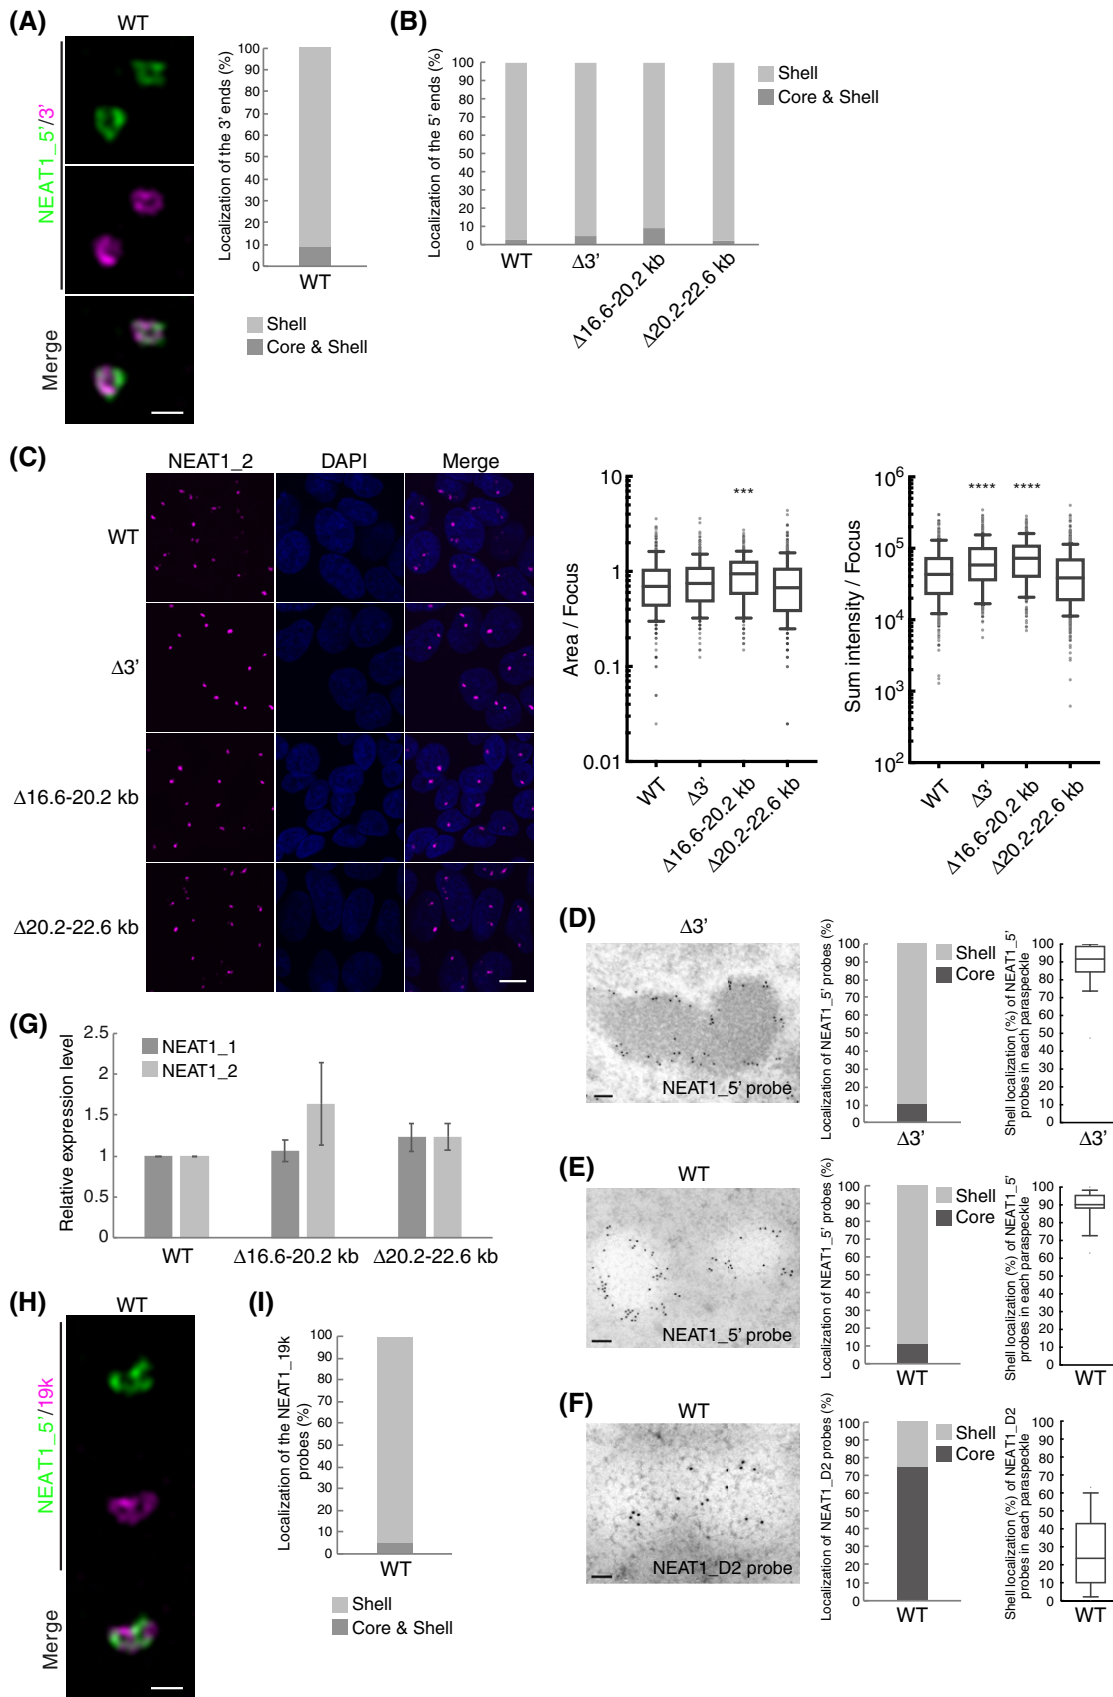 (A)
WT
NEAT1_5'/3'
Merge
Localization of the 3' ends (%)
100
90
80
70
60
50
40
30
20
10
0
WT
Shell
Core & Shell
(B)
Localization of the 5' ends (%)
100
90
80
70
60
50
40
30
20
10
0
WT
Δ3'
Δ16.6-20.2 kb
Δ20.2-22.6 kb
Shell
Core & Shell
(C)
NEAT1_2
DAPI
Merge
WT
Δ3'
Δ16.6-20.2 kb
Δ20.2-22.6 kb
Area / Focus
10
1
0.1
0.01
***
WT
Δ3'
Δ16.6-20.2 kb
Δ20.2-22.6 kb
Sum intensity / Focus
10⁶
10⁵
10⁴
10³
10²
****
****
WT
Δ3'
Δ16.6-20.2 kb
Δ20.2-22.6 kb
(D)
Δ3'
NEAT1_5' probe
Localization of NEAT1_5' probes (%)
100
90
80
70
60
50
40
30
20
10
0
Δ3'
Shell
Core
Shell localization (%) of NEAT1_5'
probes in each paraspeckle
100
90
80
70
60
50
40
30
20
10
0
Δ3'
(E)
WT
NEAT1_5' probe
Localization of NEAT1_5' probes (%)
100
90
80
70
60
50
40
30
20
10
0
WT
Shell
Core
Shell localization (%) of NEAT1_5'
probes in each paraspeckle
100
90
80
70
60
50
40
30
20
10
0
WT
(F)
WT
NEAT1_D2 probe
Localization of NEAT1_D2 probes (%)
100
90
80
70
60
50
40
30
20
10
0
WT
Shell
Core
Shell localization (%) of NEAT1_D2
probes in each paraspeckle
100
90
80
70
60
50
40
30
20
10
0
WT
(G)
Relative expression level
2.5
2
1.5
1
0.5
0
NEAT1_1
NEAT1_2
WT
Δ16.6-20.2 kb
Δ20.2-22.6 kb
(H)
WT
NEAT1_5'/19k
Merge
(I)
Localization of the NEAT1_19k
probes (%)
100
90
80
70
60
50
40
30
20
10
0
WT
Shell
Core & Shell